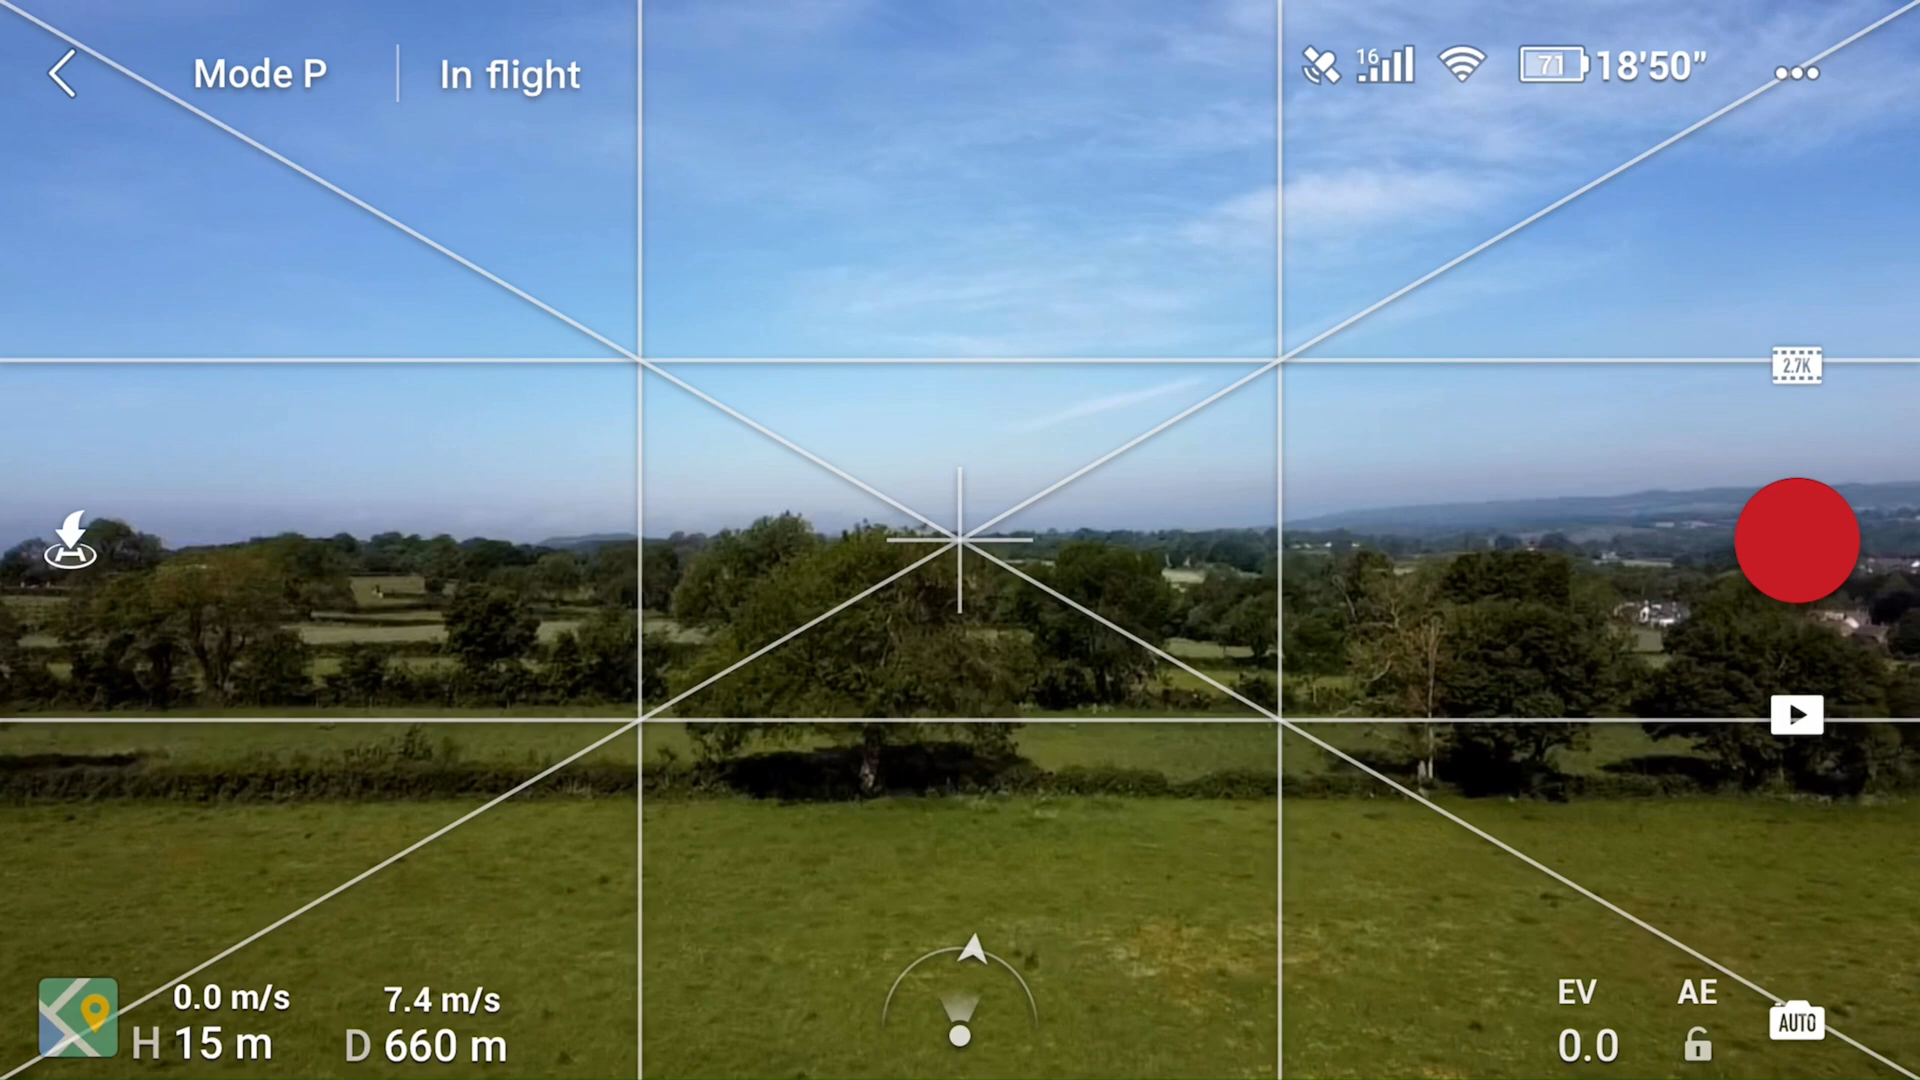 Mode P
In flight
16
71
18'50"
2.7K
0.0 m/s
7.4 m/s
H 15 m
D 660 m
EV
AE
0.0
AUTO